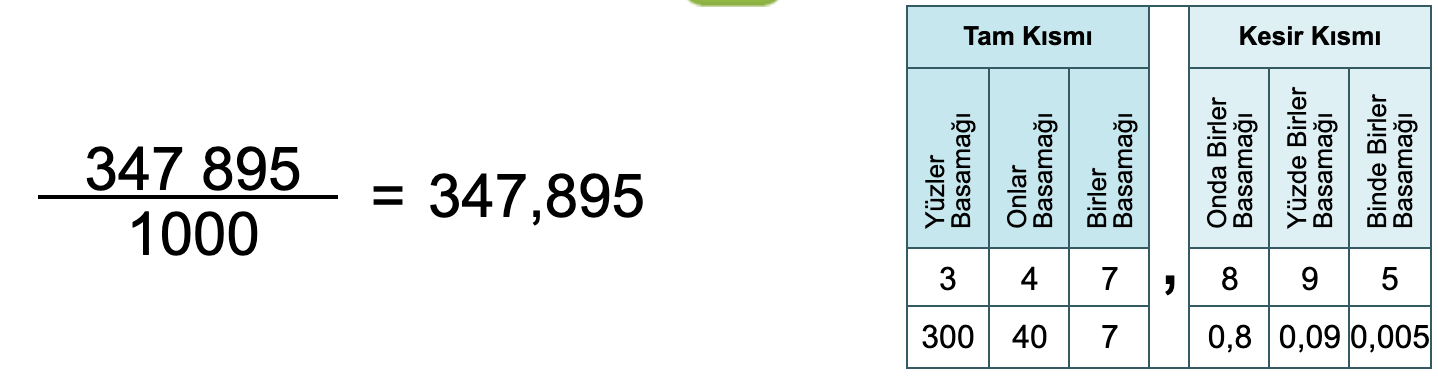 347 895
1000
= 347,895
Tam Kısmı
Kesir Kısmı
Yüzler
Basamağı
Onlar
Basamağı
Birler
Basamağı
Onda Birler
Basamağı
Yüzde Birler
Basamağı
Binde Birler
Basamağı
3 4 7 , 8 9 5
300 40 7 0,8 0,09 0,005